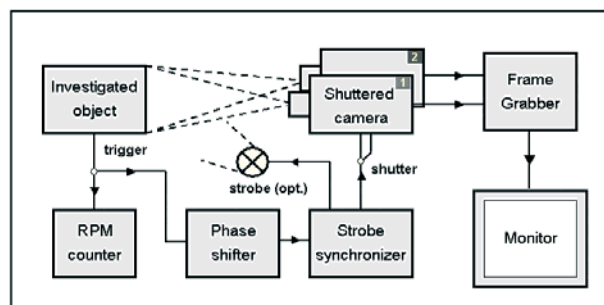 2
1
Investigated
object
Shuttered
camera
Frame
Grabber
trigger
strobe (opt.)
shutter
RPM
counter
Phase
shifter
Strobe
synchronizer
Monitor